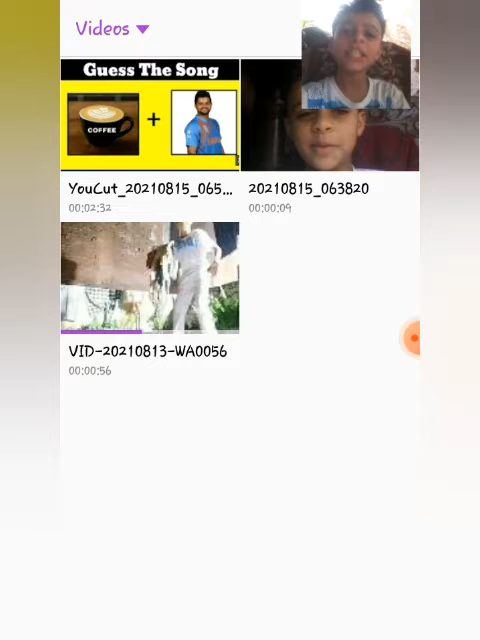 Videos
Guess The Song
COFFEE
+
YouCut_20210815_065...
00:02:32
20210815_063820
00:00:09
VID-20210813-WA0056
00:00:56